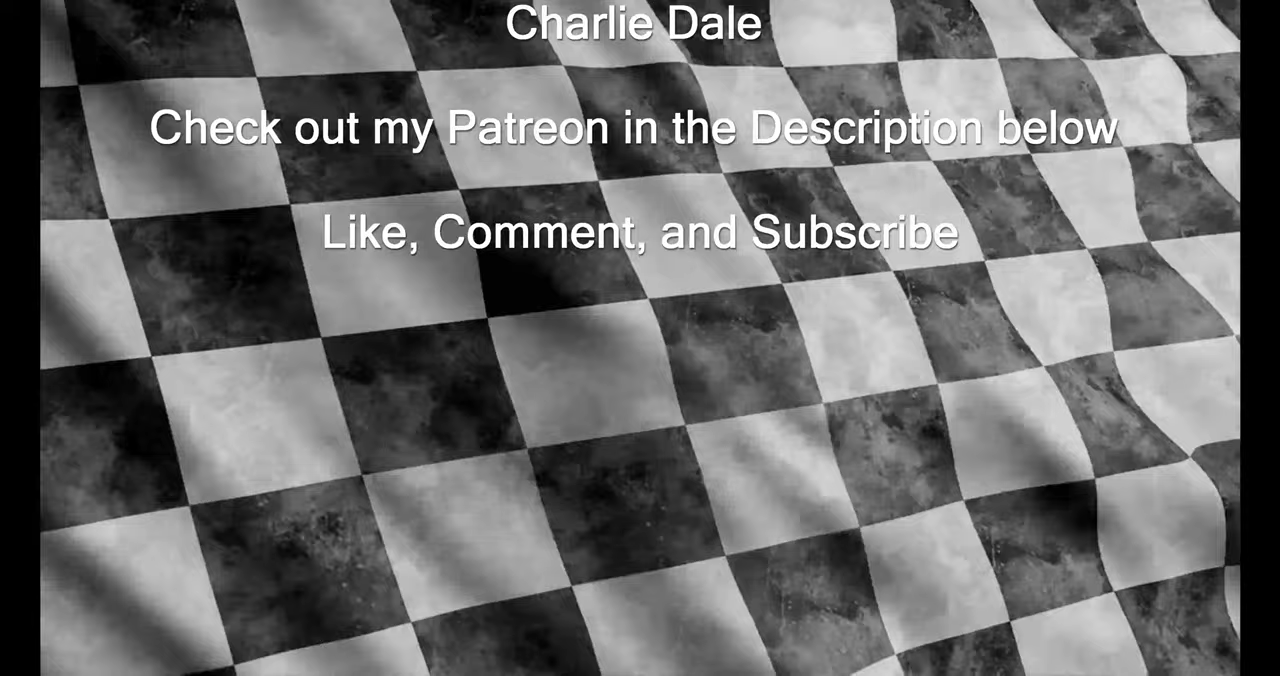 Charlie Dale
Check out my Patreon in the Description below
Like, Comment, and Subscribe